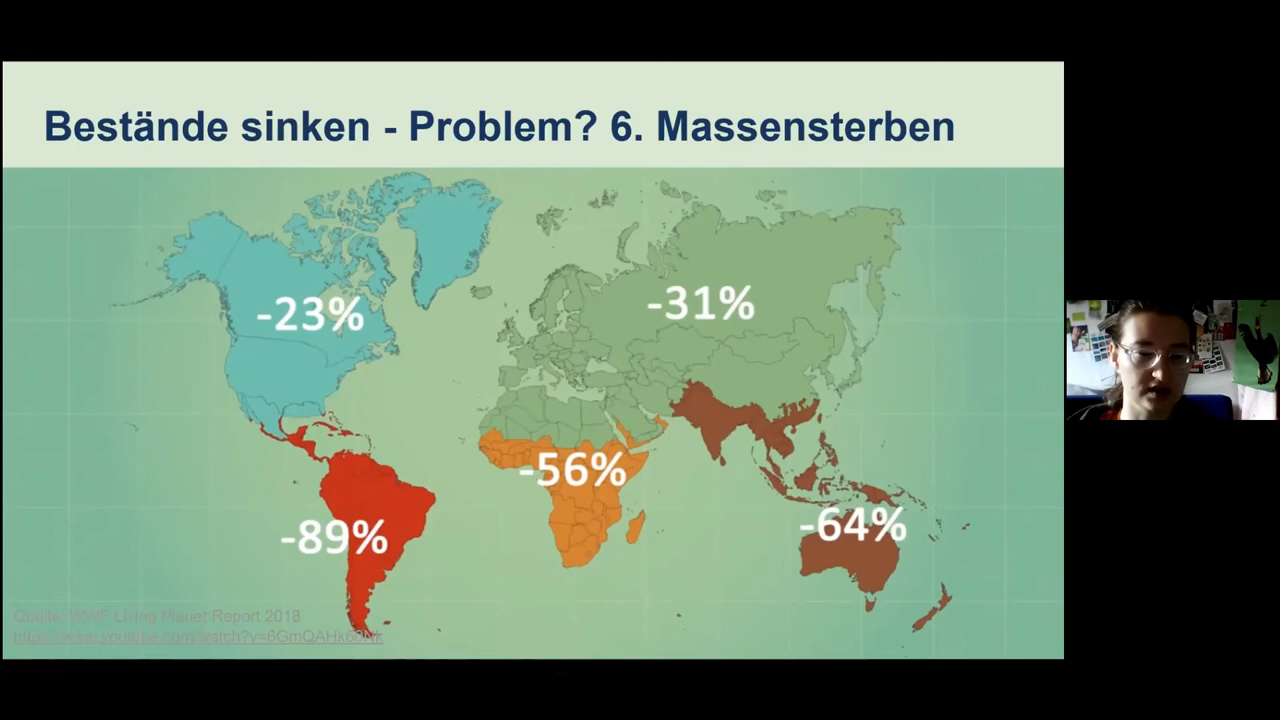 Bestände sinken - Problem? 6. Massensterben
-23%
-31%
-56%
-64%
-89%
Quelle: WWF Living Planet Report 2018